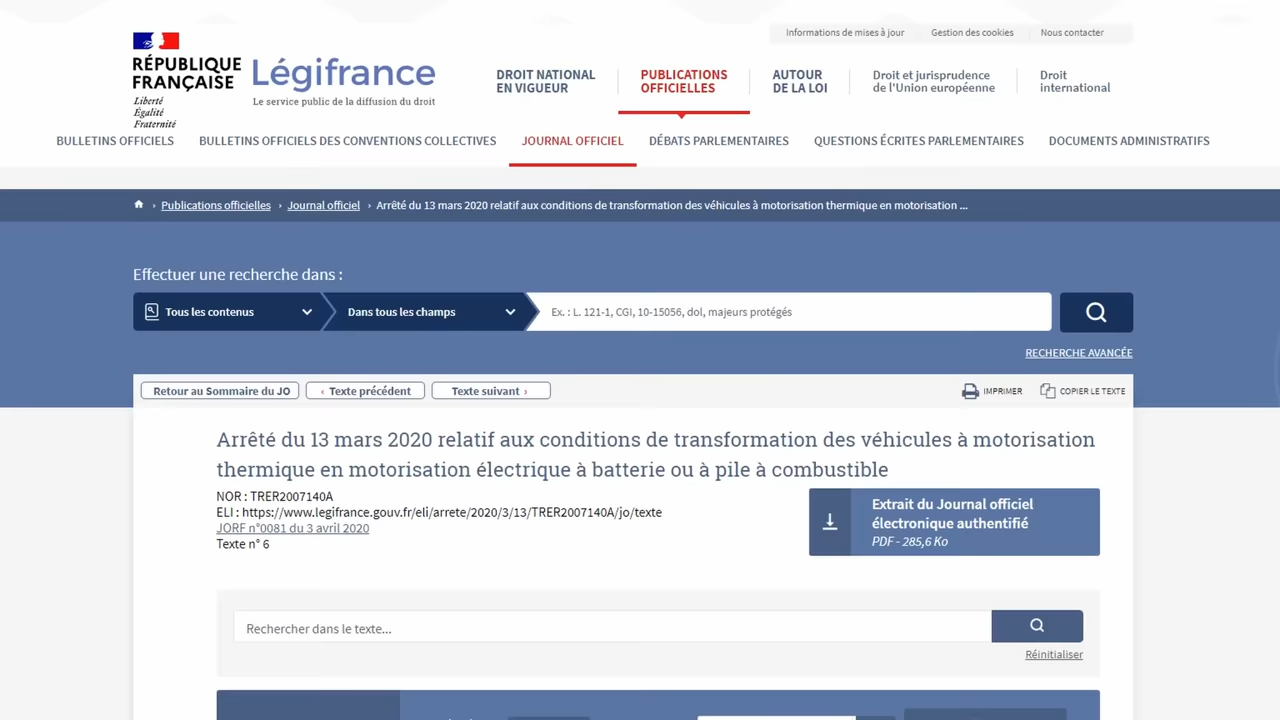 Informations de mises à jour Gestion des cookies Nous contacter
RÉPUBLIQUE
FRANÇAISE
Liberté
Égalité
Fraternité
Légifrance
Le service public de la diffusion du droit
DROIT NATIONAL
EN VIGUEUR
PUBLICATIONS
OFFICIELLES
AUTOUR
DE LA LOI
Droit et jurisprudence
de l'Union européenne
Droit
international
BULLETINS OFFICIELS BULLETINS OFFICIELS DES CONVENTIONS COLLECTIVES JOURNAL OFFICIEL DÉBATS PARLEMENTAIRES QUESTIONS ÉCRITES PARLEMENTAIRES DOCUMENTS ADMINISTRATIFS
› Publications officielles › Journal officiel › Arrêté du 13 mars 2020 relatif aux conditions de transformation des véhicules à motorisation thermique en motorisation ...
Effectuer une recherche dans :
Tous les contenus Dans tous les champs Ex. : L. 121-1, CGI, 10-15056, dol, majeurs protégés
RECHERCHE AVANCÉE
Retour au Sommaire du JO ‹ Texte précédent Texte suivant › IMPRIMER COPIER LE TEXTE
Arrêté du 13 mars 2020 relatif aux conditions de transformation des véhicules à motorisation
thermique en motorisation électrique à batterie ou à pile à combustible
NOR : TRER2007140A
ELI : https://www.legifrance.gouv.fr/eli/arrete/2020/3/13/TRER2007140A/jo/texte
JORF n°0081 du 3 avril 2020
Texte n° 6
Extrait du Journal officiel
électronique authentifié
PDF - 285,6 Ko
Rechercher dans le texte...
Réinitialiser